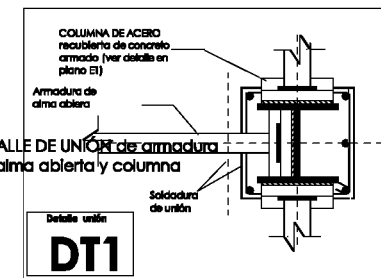 COLUMNA DE ACERO
recubierta de concreto
armado (ver detalle en
plano E1)
Armadura de
alma abiera
ALLE DE UNIÓN de armadura
alma abierta y columna
Soldadura
de unión
Detalle unión
DT1